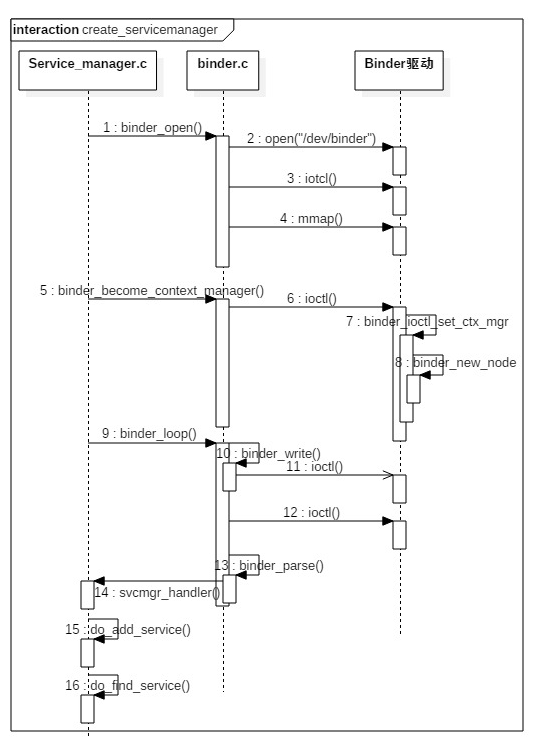 interaction create_servicemanager
Service_manager.c
binder.c
Binder驱动
1 : binder_open()
2 : open("/dev/binder")
3 : iotcl()
4 : mmap()
5 : binder_become_context_manager()
6 : ioctl()
7 : binder_ioctl_set_ctx_mgr
8 : binder_new_node
9 : binder_loop()
10 : binder_write()
11 : ioctl()
12 : ioctl()
13 : binder_parse()
14 : svcmgr_handler()
15 : do_add_service()
16 : do_find_service()